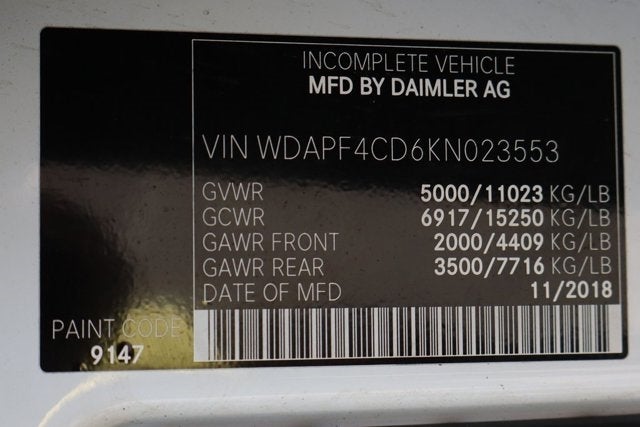 INCOMPLETE VEHICLE
MFD BY DAIMLER AG
VIN WDAPF4CD6KN023553
GVWR 5000/11023 KG/LB
GCWR 6917/15250 KG/LB
GAWR FRONT 2000/4409 KG/LB
GAWR REAR 3500/7716 KG/LB
DATE OF MFD 11/2018
PAINT CODE
9147